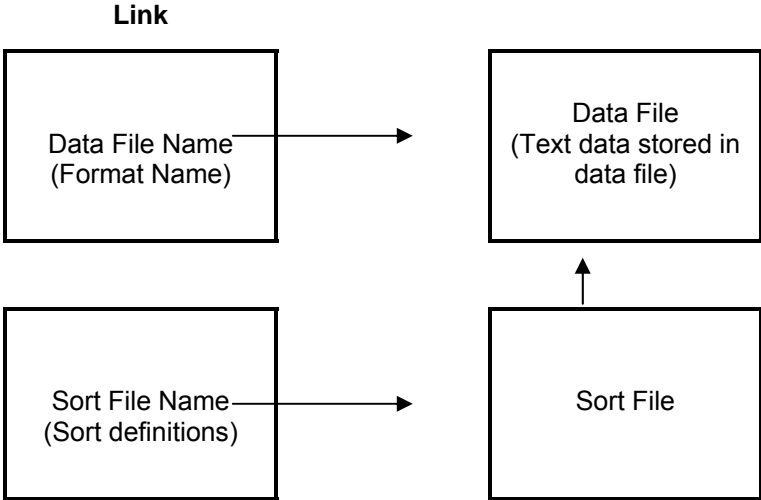 Link
Data File Name
(Format Name)
Data File
(Text data stored in
data file)
Sort File Name
(Sort definitions)
Sort File